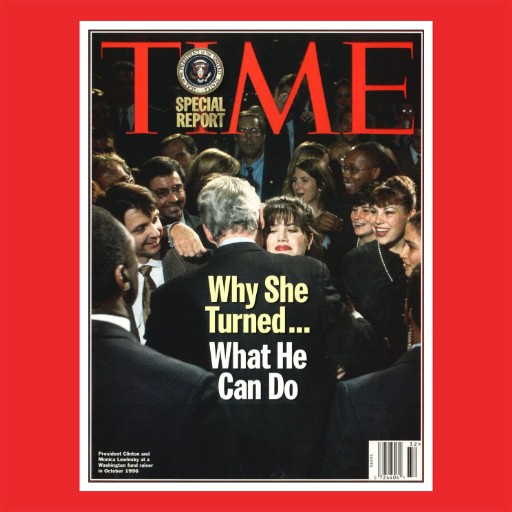 TIME
SPECIAL
REPORT
Why She
Turned...
What He
Can Do
President Clinton and
Monica Lewinsky at a
Washington fund raiser
in October 1996